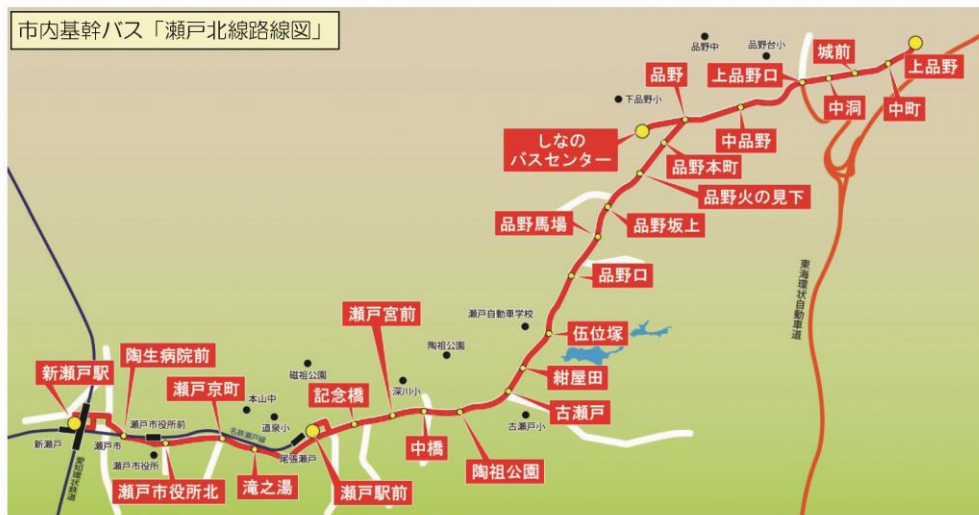 市内基幹バス「瀬戸北線路線図」
品野中
品野台小
城前
上品野
品野
上品野口
下品野小
中洞
中町
しなの
バスセンター
中品野
品野本町
品野火の見下
品野馬場
品野坂上
東海環状自動車道
品野口
瀬戸宮前
瀬戸自動車学校
陶祖公園
伍位塚
陶生病院前
新瀬戸駅
磁祖公園
紺屋田
瀬戸京町
記念橋
深川小
本山中
古瀬戸
瀬戸市役所前
道泉小
古瀬戸小
新瀬戸
瀬戸市
名鉄瀬戸線
中橋
瀬戸市役所
尾張瀬戸
陶祖公園
愛知環状鉄道
瀬戸市役所北
滝之湯
瀬戸駅前